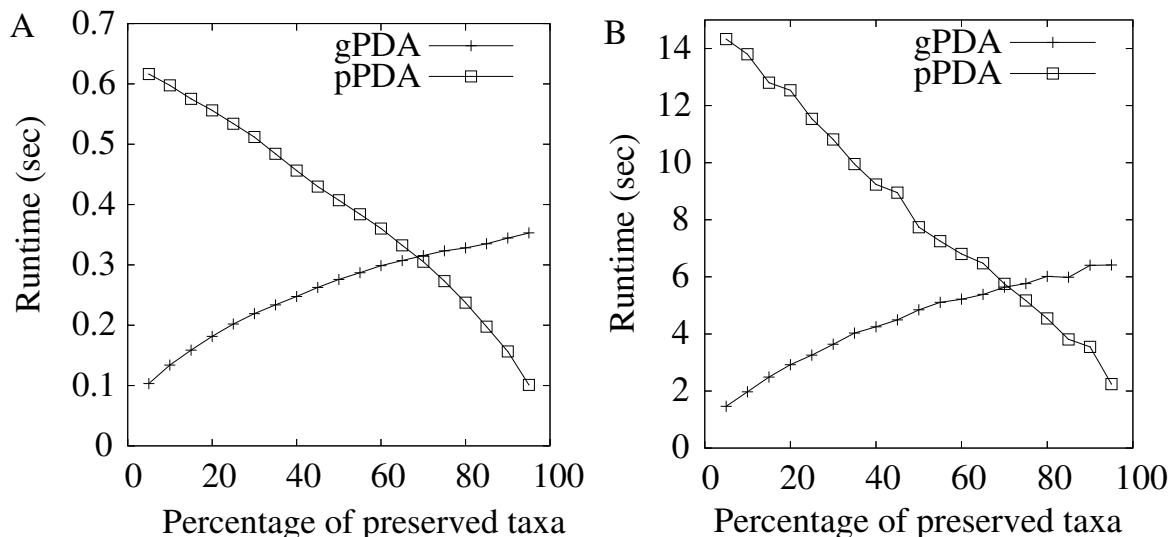 A
gPDA
pPDA
Runtime (sec)
0.7
0.6
0.5
0.4
0.3
0.2
0.1
0
0 20 40 60 80 100
Percentage of preserved taxa
B
gPDA
pPDA
Runtime (sec)
14
12
10
8
6
4
2
0
0 20 40 60 80 100
Percentage of preserved taxa